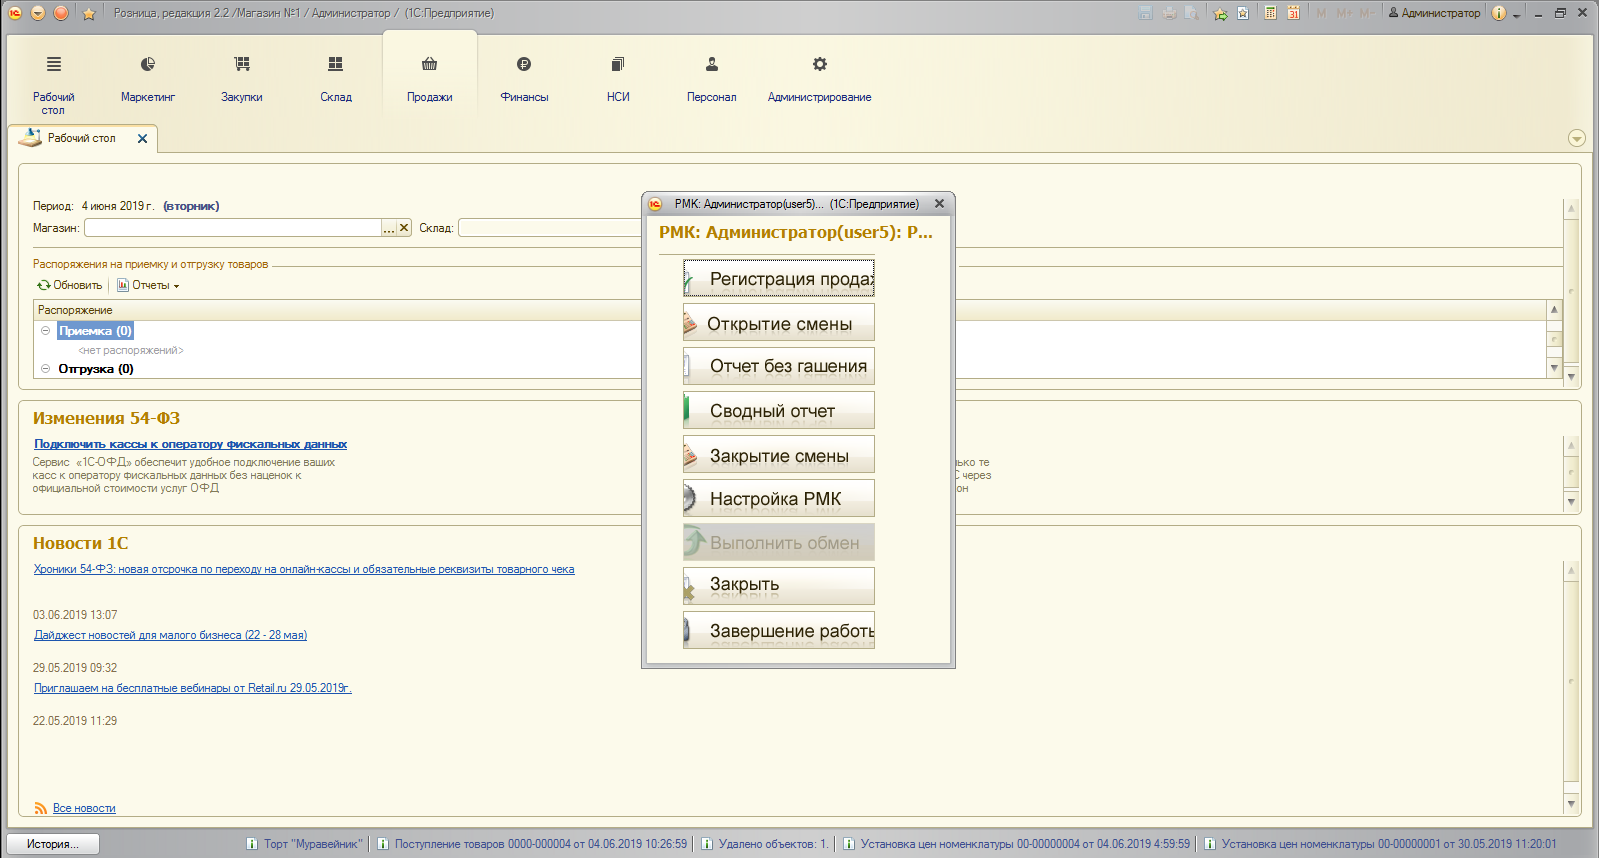 Розница, редакция 2.2 /Магазин №1 / Администратор / (1С:Предприятие)
M M+ M- Администратор
Рабочий стол
Маркетинг
Закупки
Склад
Продажи
Финансы
НСИ
Персонал
Администрирование
Рабочий стол
Период: 4 июня 2019 г. (вторник)
Магазин: ... Склад:
Распоряжения на приемку и отгрузку товаров
Обновить Отчеты
Распоряжение
Приемка (0)
<нет распоряжений>
Отгрузка (0)
Изменения 54-ФЗ
Подключить кассы к оператору фискальных данных
Сервис «1С-ОФД» обеспечит удобное подключение ваших
касс к оператору фискальных данных без наценок к
официальной стоимости услуг ОФД
те
С через
он
Новости 1С
Хроники 54-ФЗ: новая отсрочка по переходу на онлайн-кассы и обязательные реквизиты товарного чека
03.06.2019 13:07
Дайджест новостей для малого бизнеса (22 - 28 мая)
29.05.2019 09:32
Приглашаем на бесплатные вебинары от Retail.ru 29.05.2019г.
22.05.2019 11:29
Все новости
РМК: Администратор(user5)... (1С:Предприятие)
РМК: Администратор(user5): Р...
Регистрация прода
Открытие смены
Отчет без гашения
Сводный отчет
Закрытие смены
Настройка РМК
Выполнить обмен
Закрыть
Завершение работы
История...
Торт "Муравейник"
Поступление товаров 0000-000004 от 04.06.2019 10:26:59
Удалено объектов: 1.
Установка цен номенклатуры 00-00000004 от 04.06.2019 4:59:59
Установка цен номенклатуры 00-00000001 от 30.05.2019 11:20:01